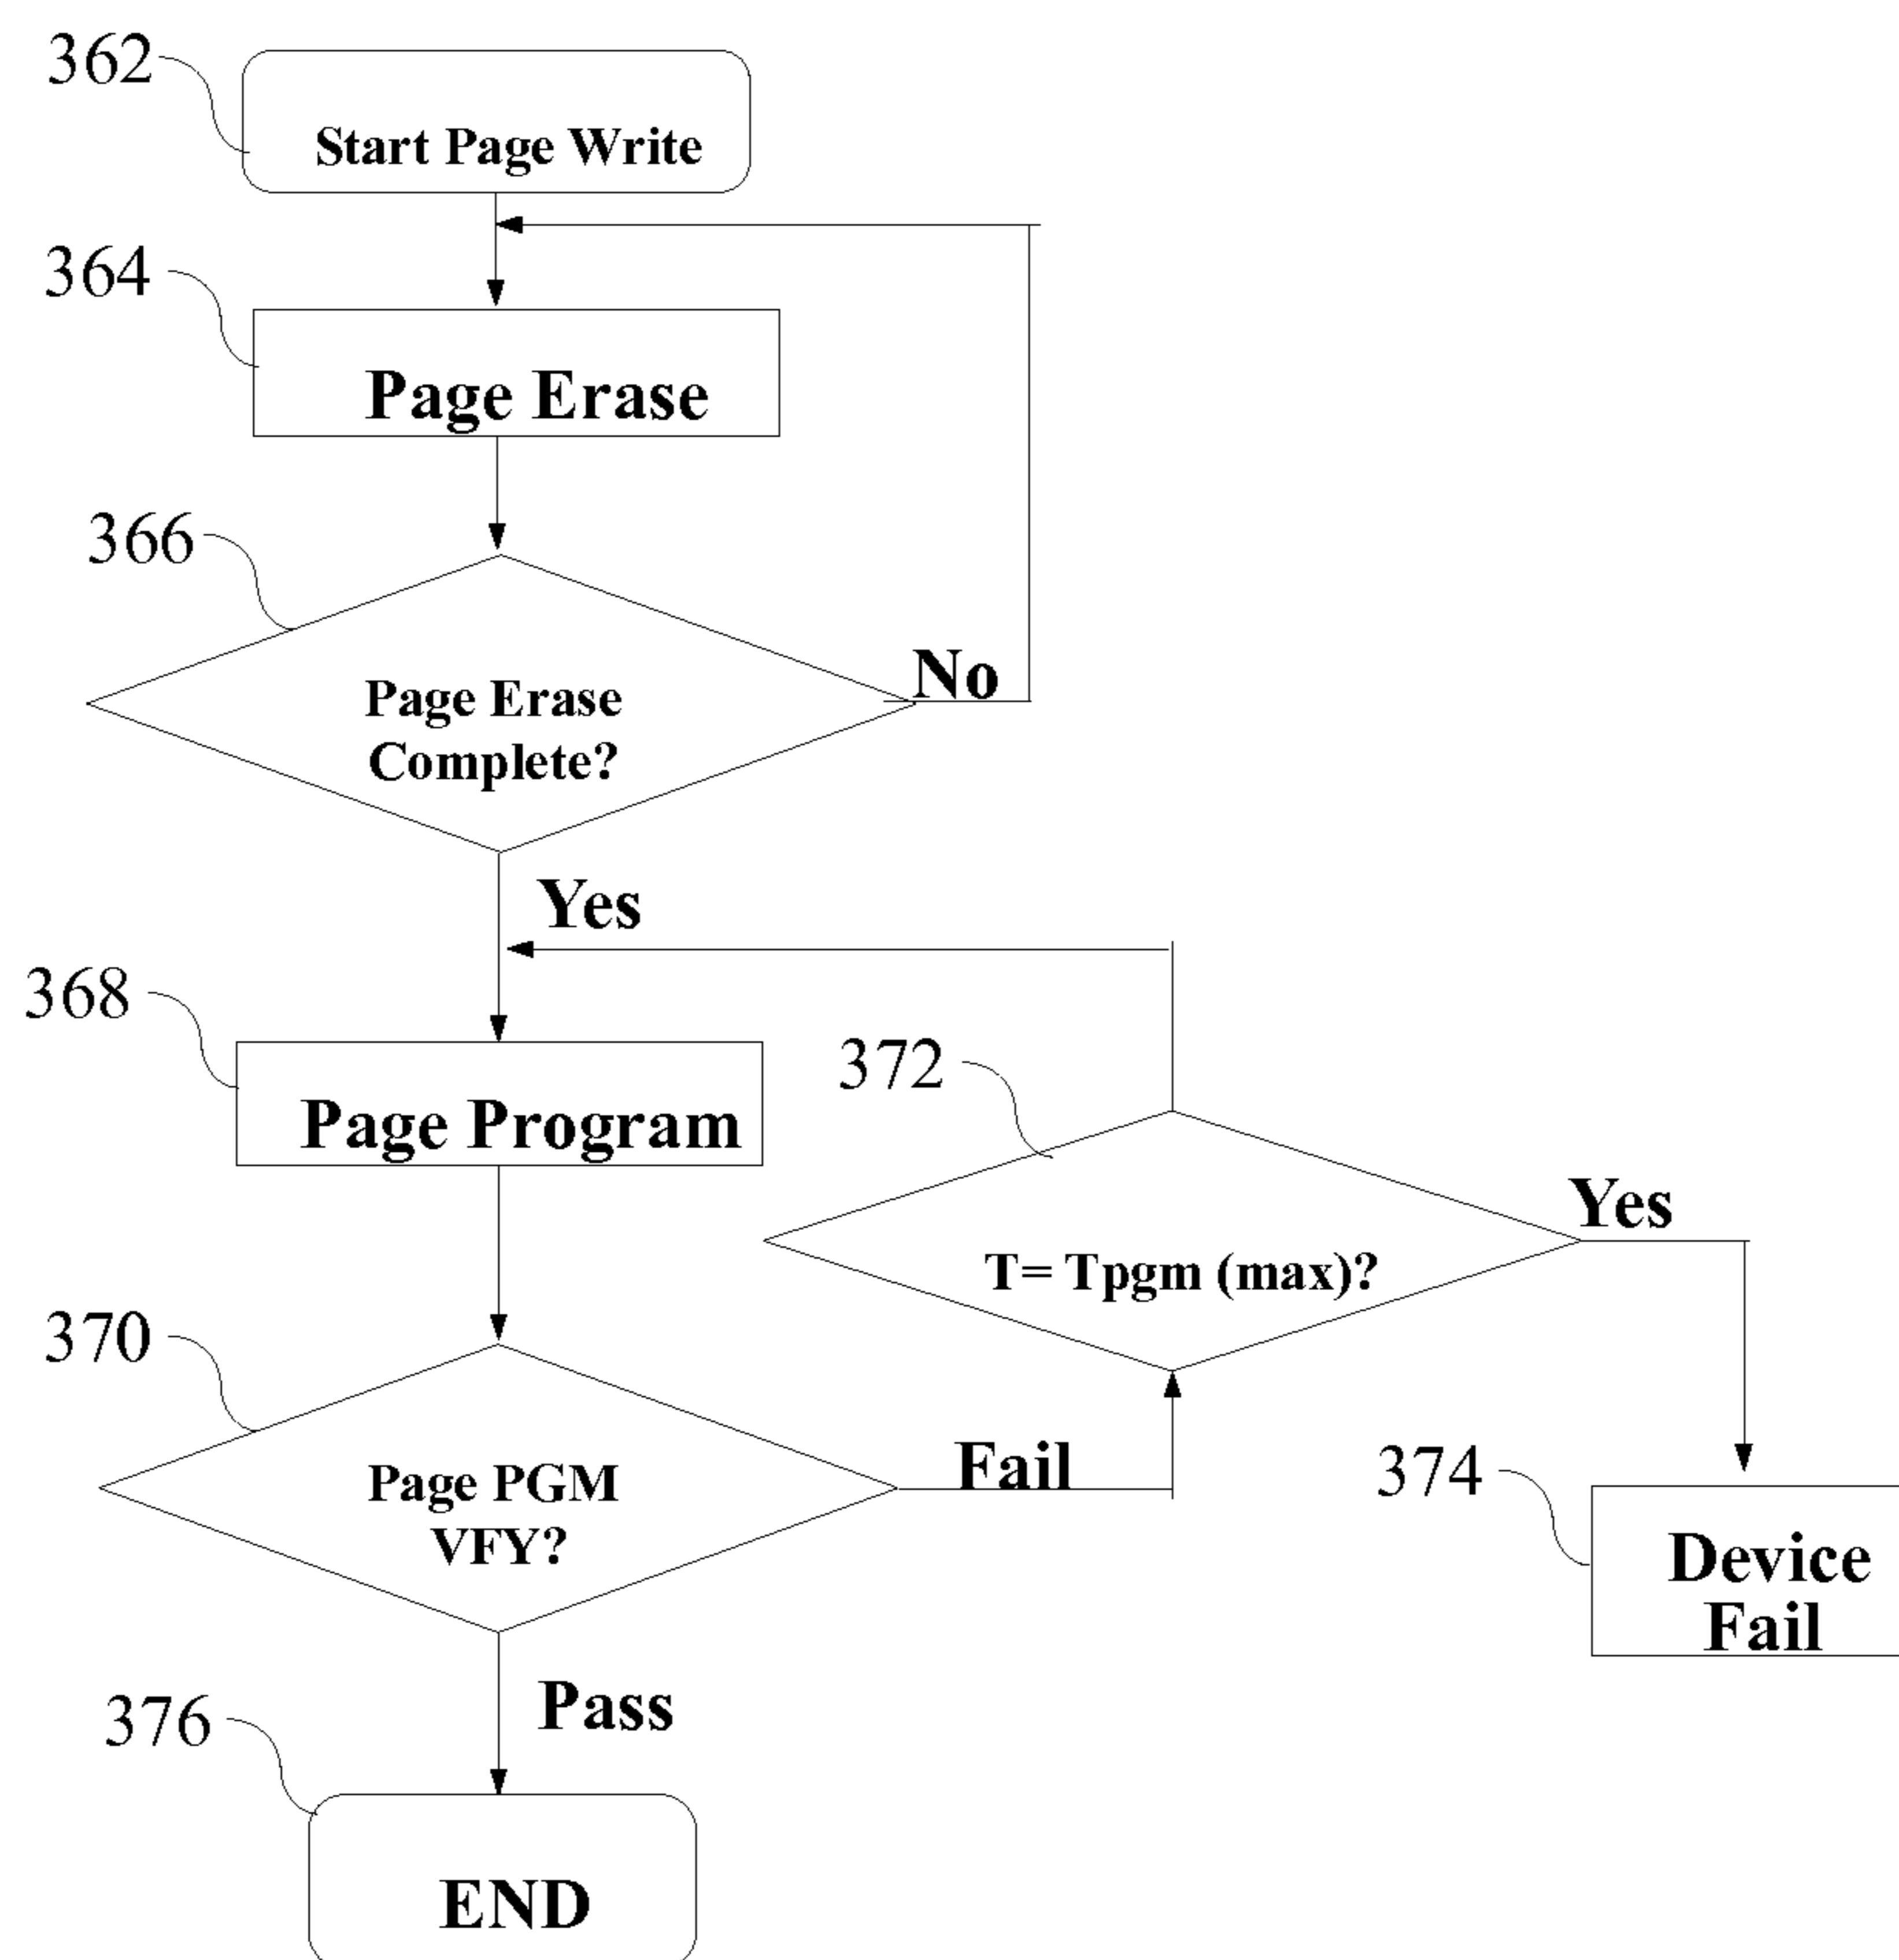 362
Start Page Write
364
Page Erase
366
No
Page Erase
Complete?
Yes
368
372
Page Program
Yes
T= Tpgm (max)?
370
Fail
374
Page PGM
VFY?
Device
Fail
Pass
376
END